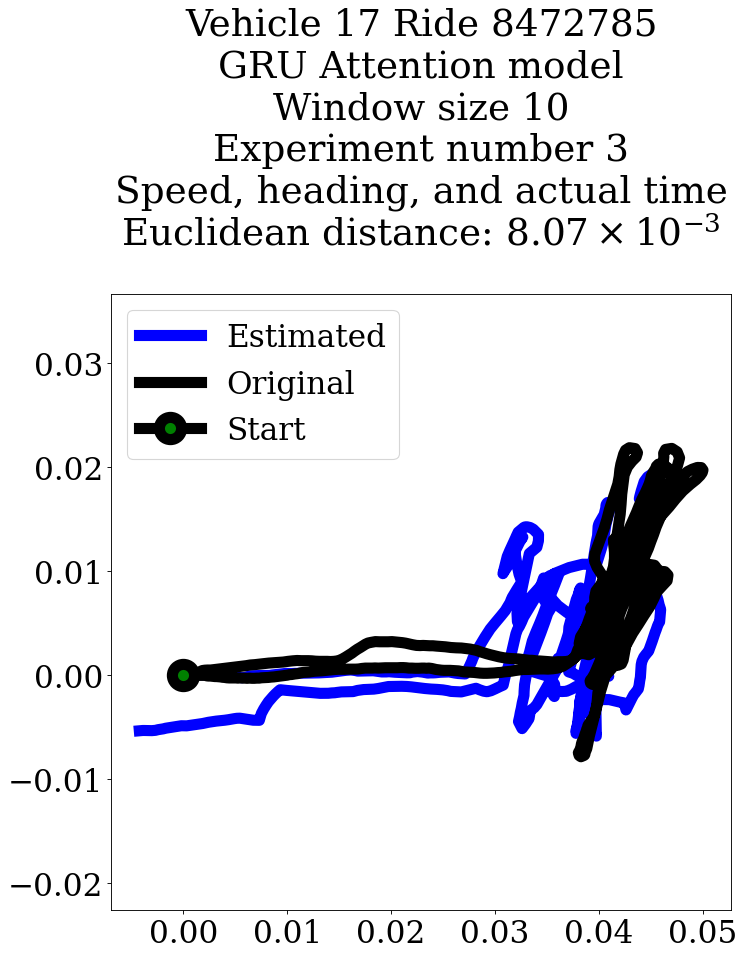 Vehicle 17 Ride 8472785
GRU Attention model
Window size 10
Experiment number 3
Speed, heading, and actual time
Euclidean distance: 8.07 × 10⁻³
Estimated
Original
Start
0.03
0.02
0.01
0.00
−0.01
−0.02
0.00 0.01 0.02 0.03 0.04 0.05